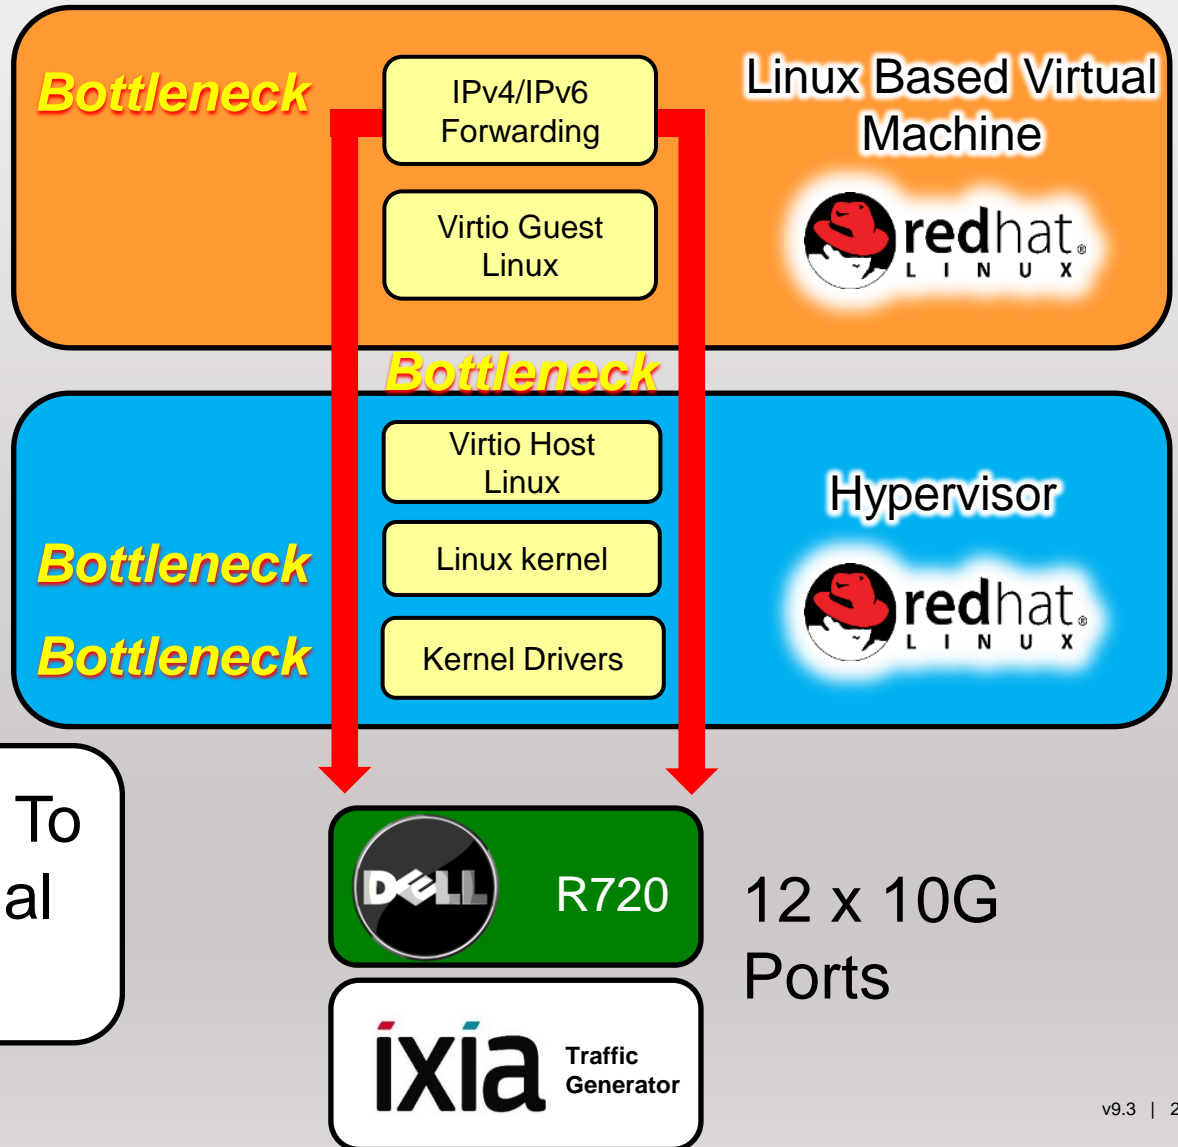 Bottleneck
IPv4/IPv6
Forwarding
Linux Based Virtual
Machine
Virtio Guest
Linux
redhat®
LINUX
Bottleneck
Virtio Host
Linux
Hypervisor
Bottleneck
Linux kernel
redhat®
LINUX
Bottleneck
Kernel Drivers
To
al
DELL
R720
12 x 10G
Ports
ixia
Traffic
Generator
v9.3 | 2